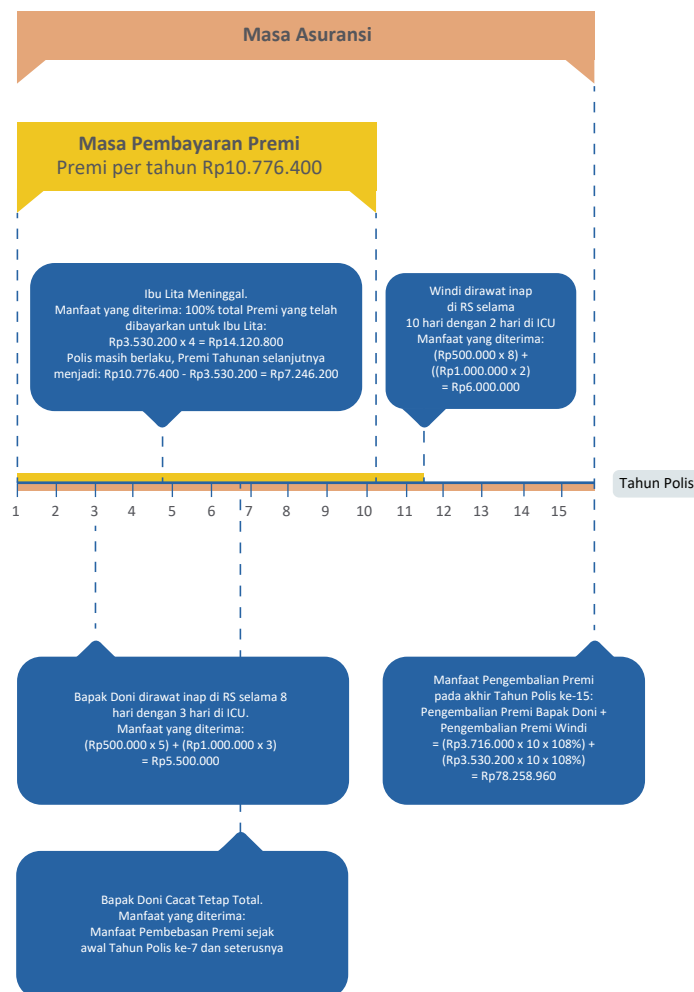 Masa Asuransi
Masa Pembayaran Premi
Premi per tahun Rp10.776.400
Ibu Lita Meninggal.
Manfaat yang diterima: 100% total Premi yang telah
dibayarkan untuk Ibu Lita:
Rp3.530.200 x 4 = Rp14.120.800
Polis masih berlaku, Premi Tahunan selanjutnya
menjadi: Rp10.776.400 - Rp3.530.200 = Rp7.246.200
Windi dirawat inap
di RS selama
10 hari dengan 2 hari di ICU
Manfaat yang diterima:
(Rp500.000 x 8) +
((Rp1.000.000 x 2)
= Rp6.000.000
Tahun Polis
1 2 3 4 5 6 7 8 9 10 11 12 13 14 15
Bapak Doni dirawat inap di RS selama 8
hari dengan 3 hari di ICU.
Manfaat yang diterima:
(Rp500.000 x 5) + (Rp1.000.000 x 3)
= Rp5.500.000
Manfaat Pengembalian Premi
pada akhir Tahun Polis ke-15:
Pengembalian Premi Bapak Doni +
Pengembalian Premi Windi
= (Rp3.716.000 x 10 x 108%) +
(Rp3.530.200 x 10 x 108%)
= Rp78.258.960
Bapak Doni Cacat Tetap Total.
Manfaat yang diterima:
Manfaat Pembebasan Premi sejak
awal Tahun Polis ke-7 dan seterusnya